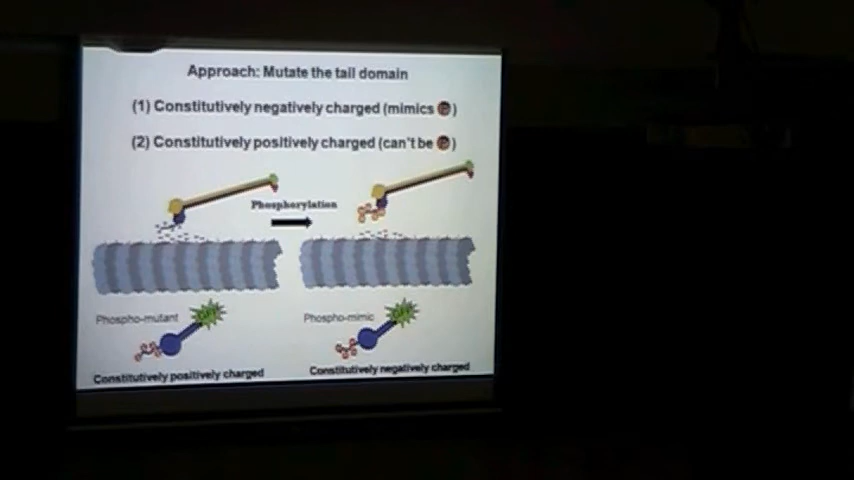 Approach: Mutate the tail domain
(1) Constitutively negatively charged (mimics P)
(2) Constitutively positively charged (can't be P)
Phosphorylation
Phospho-mutant
Phospho-mimic
Constitutively positively charged
Constitutively negatively charged